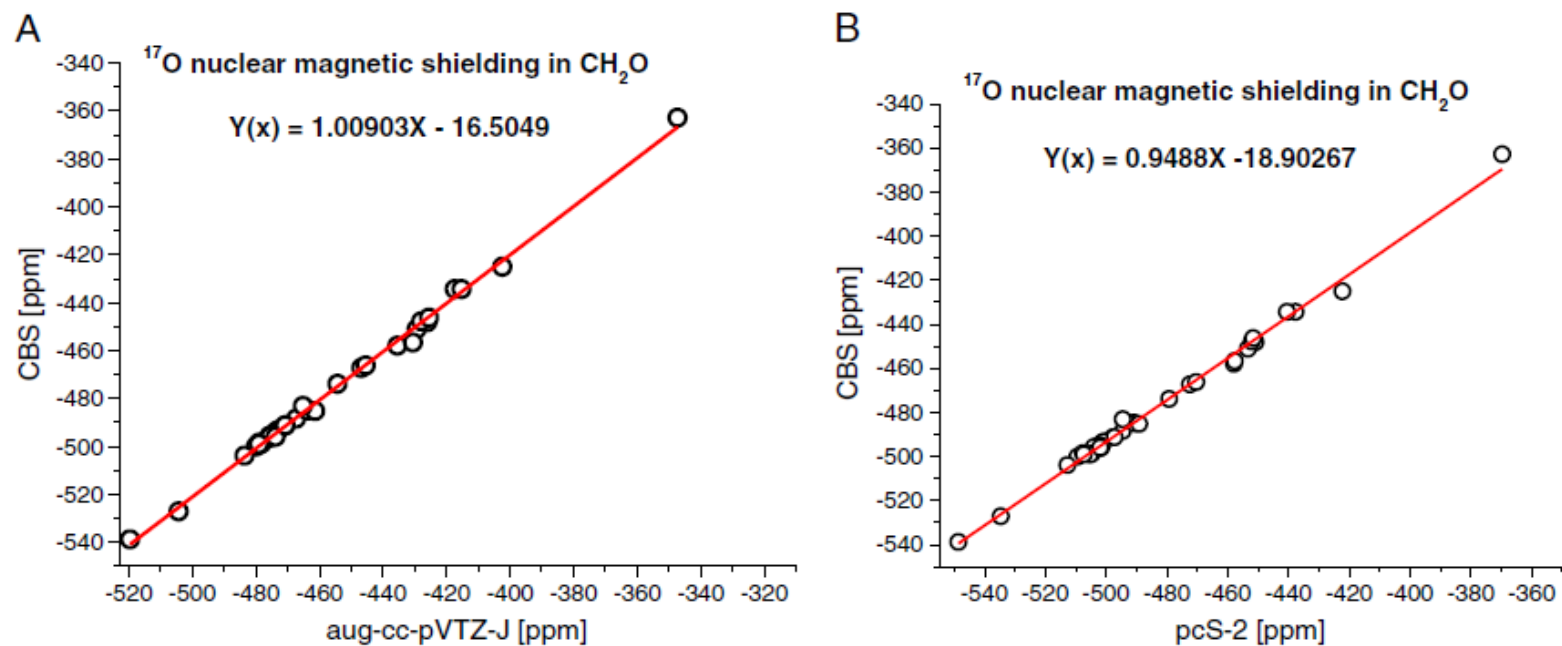 A
¹⁷O nuclear magnetic shielding in CH₂O
Y(x) = 1.00903X - 16.5049
-340
-360
-380
-400
-420
-440
-460
-480
-500
-520
-540
CBS [ppm]
-520 -500 -480 -460 -440 -420 -400 -380 -360 -340 -320
aug-cc-pVTZ-J [ppm]
B
¹⁷O nuclear magnetic shielding in CH₂O
Y(x) = 0.9488X -18.90267
-340
-360
-380
-400
-420
-440
-460
-480
-500
-520
-540
CBS [ppm]
-540 -520 -500 -480 -460 -440 -420 -400 -380 -360
pcS-2 [ppm]